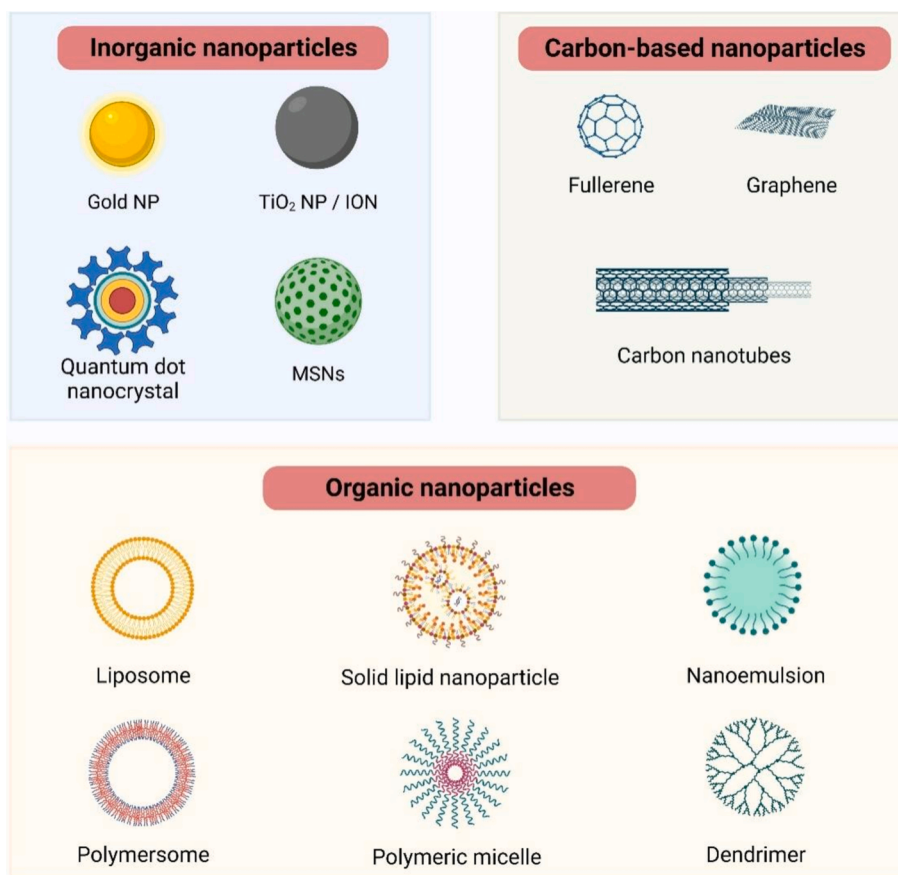 Inorganic nanoparticles
Gold NP
TiO₂ NP / ION
Quantum dot
nanocrystal
MSNs
Carbon-based nanoparticles
Fullerene
Graphene
Carbon nanotubes
Organic nanoparticles
Liposome
Solid lipid nanoparticle
Nanoemulsion
Polymersome
Polymeric micelle
Dendrimer